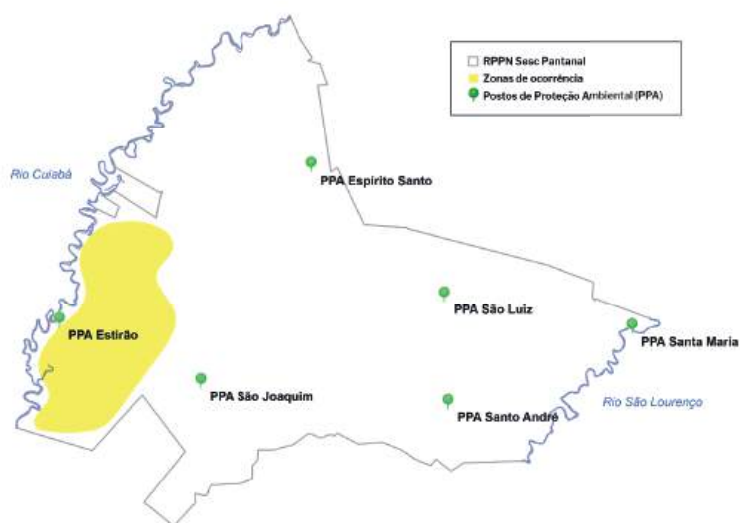 RPPN Sesc Pantanal
Zonas de ocorrência
Postos de Proteção Ambiental (PPA)
Rio Cuiabá
PPA Espírito Santo
PPA São Luiz
PPA Estirão
PPA Santa Maria
PPA São Joaquim
Rio São Lourenço
PPA Santo André